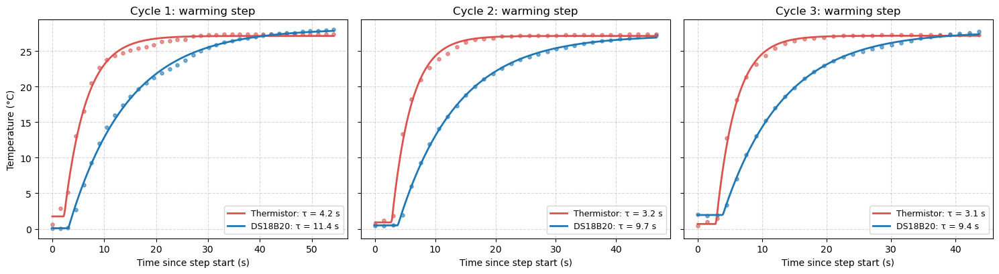 Cycle 1: warming step
Cycle 2: warming step
Cycle 3: warming step
Temperature (°C)
25
20
15
10
5
0
Thermistor: τ = 4.2 s
DS18B20: τ = 11.4 s
Thermistor: τ = 3.2 s
DS18B20: τ = 9.7 s
Thermistor: τ = 3.1 s
DS18B20: τ = 9.4 s
0 10 20 30 40 50
0 10 20 30 40
0 10 20 30 40
Time since step start (s)
Time since step start (s)
Time since step start (s)